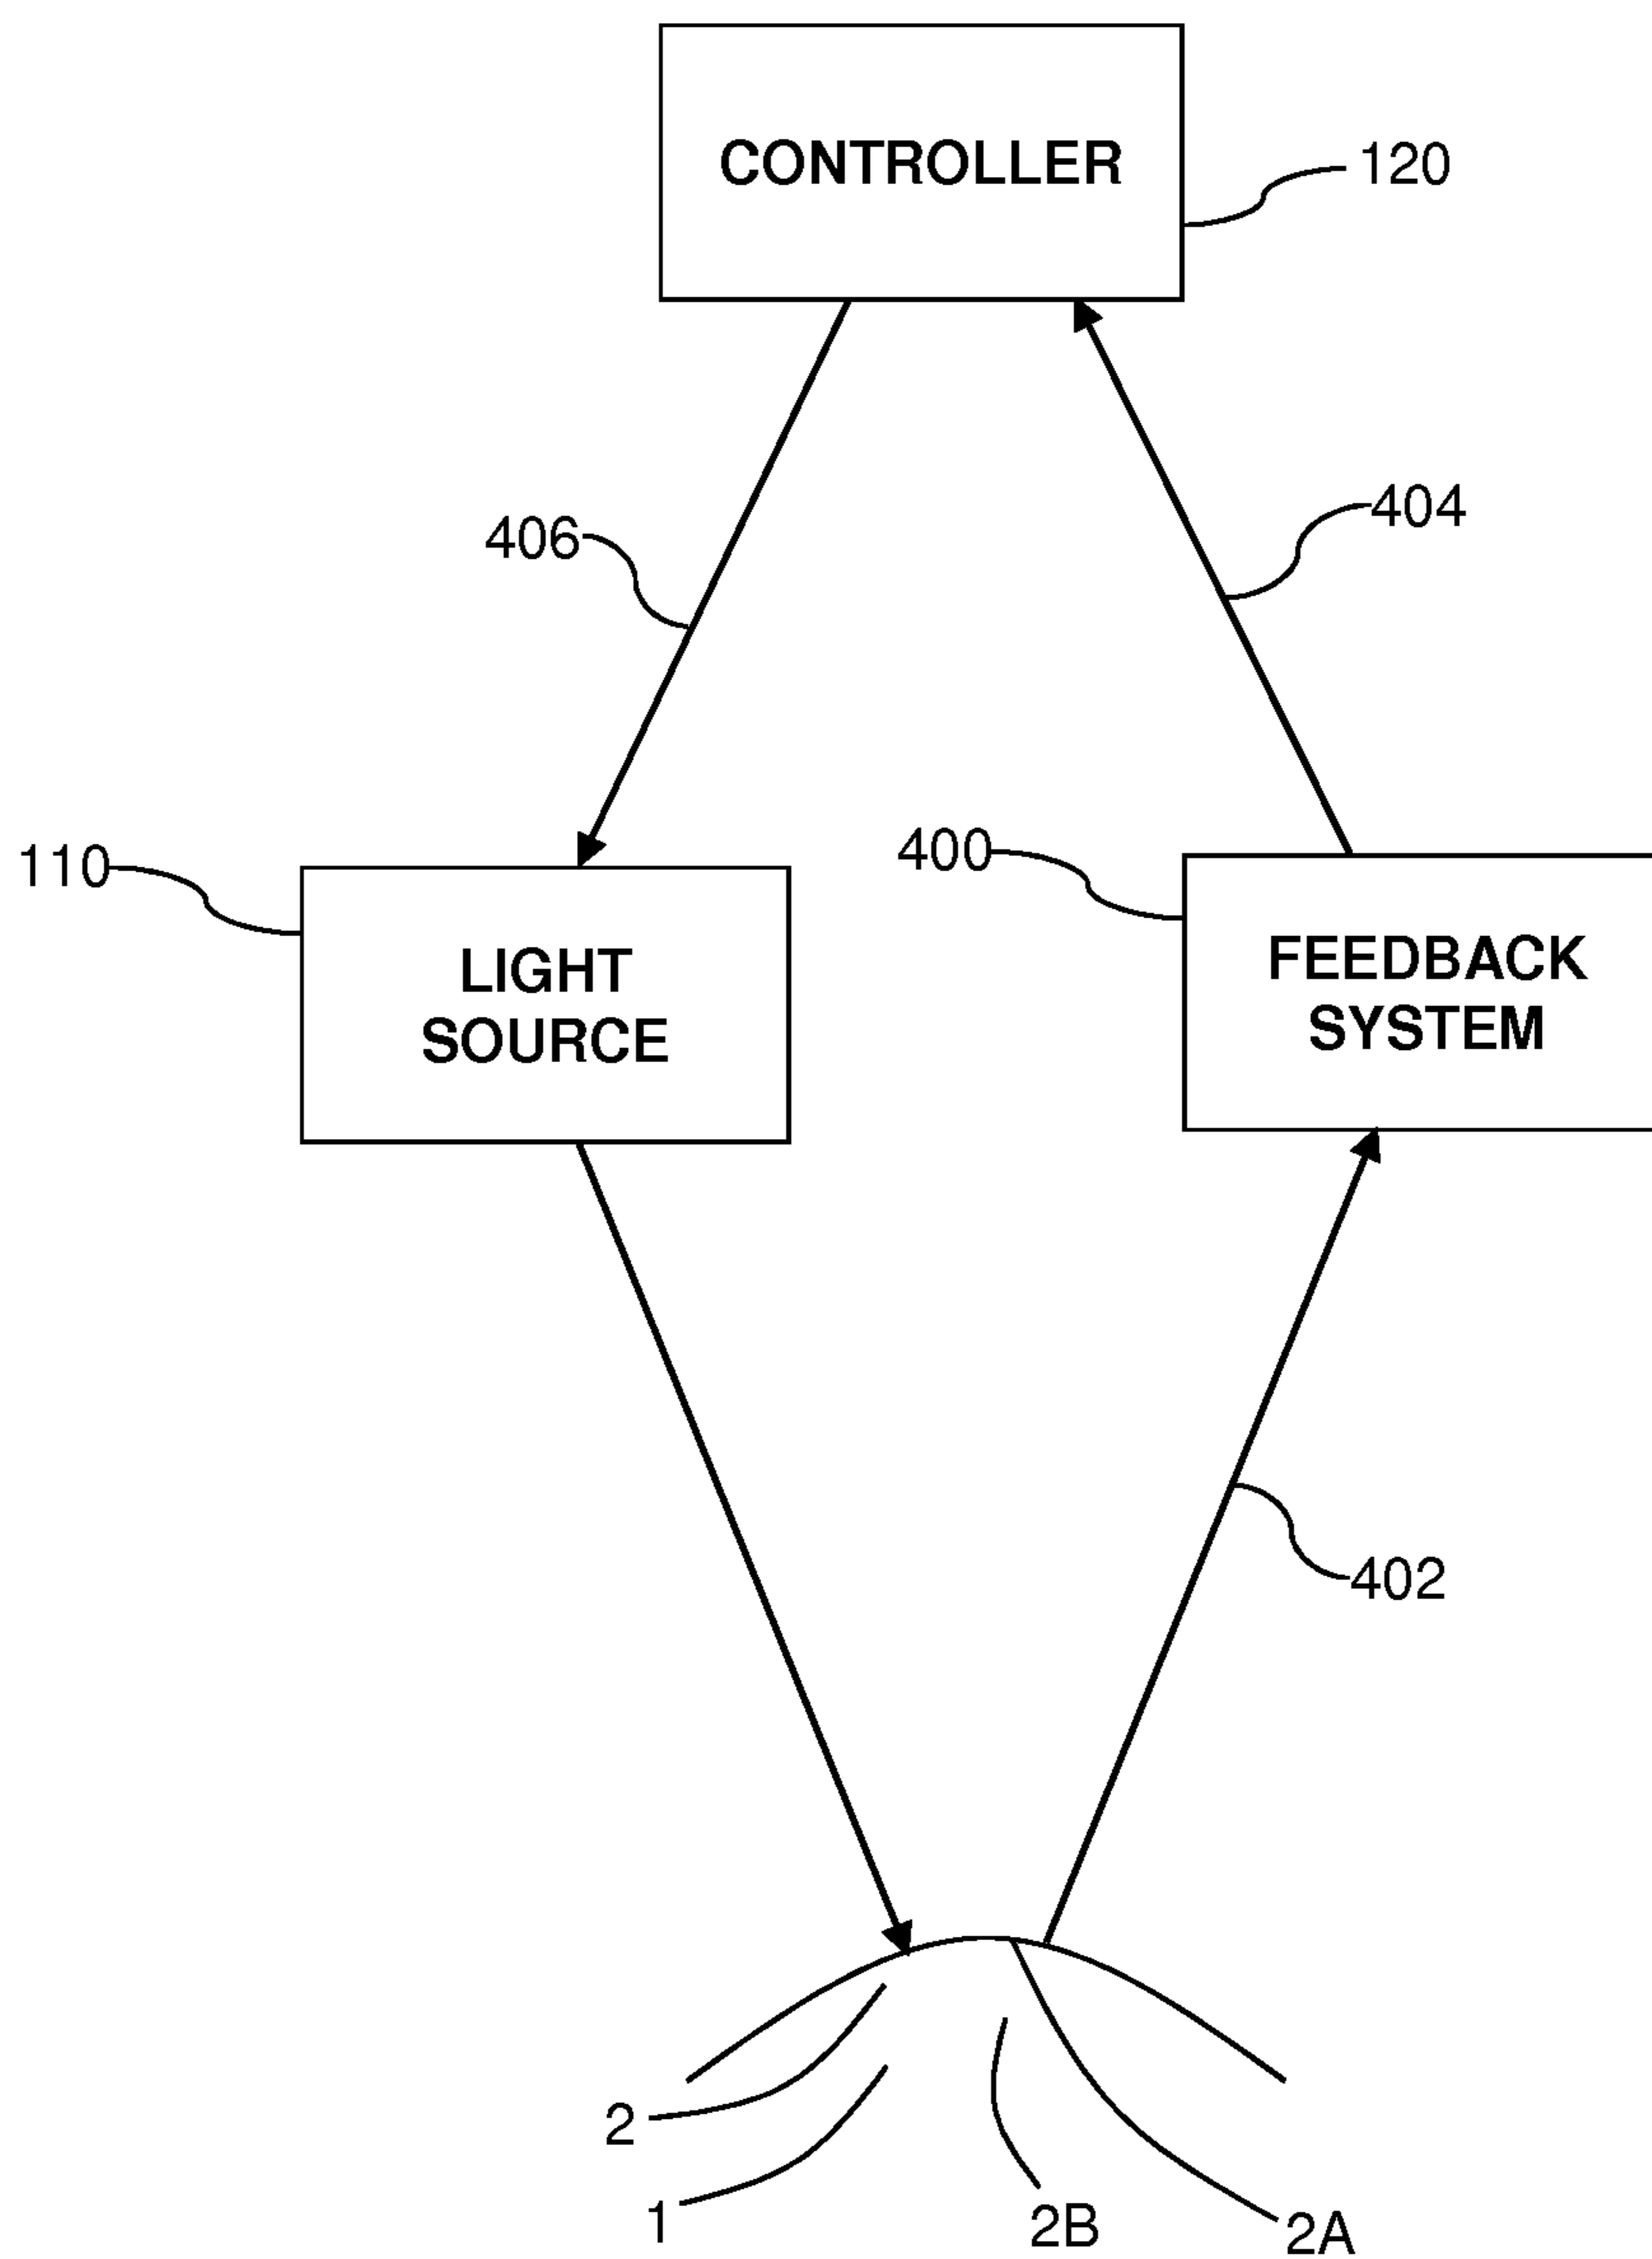 CONTROLLER
120
406
404
110
400
LIGHT
SOURCE
FEEDBACK
SYSTEM
402
2
1
2B
2A